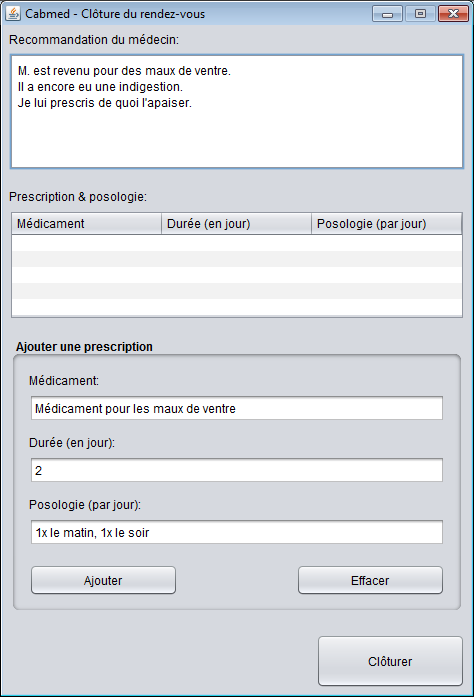 Cabmed - Clôture du rendez-vous
Recommandation du médecin:
M. est revenu pour des maux de ventre.
Il a encore eu une indigestion.
Je lui prescris de quoi l'apaiser.
Prescription & posologie:
Médicament Durée (en jour) Posologie (par jour)
Ajouter une prescription
Médicament:
Médicament pour les maux de ventre
Durée (en jour):
2
Posologie (par jour):
1x le matin, 1x le soir
Ajouter Effacer
Clôturer